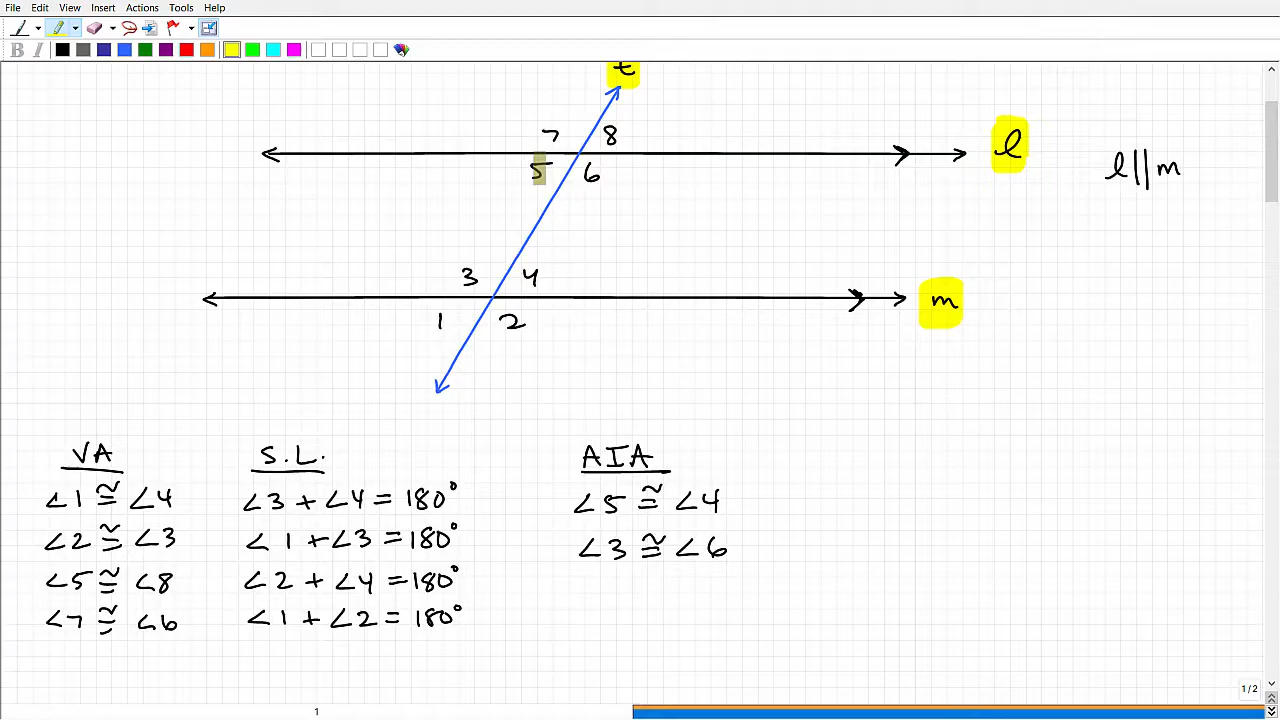 File Edit View Insert Actions Tools Help
B I
t
7 8
l
5 6
l||m
3 4
m
1 2
VA
∠1 ≅ ∠4
∠2 ≅ ∠3
∠5 ≅ ∠8
∠7 ≅ ∠6
S.L.
∠3 + ∠4 = 180°
∠1 + ∠3 = 180°
∠2 + ∠4 = 180°
∠1 + ∠2 = 180°
AIA
∠5 ≅ ∠4
∠3 ≅ ∠6
1/2
1